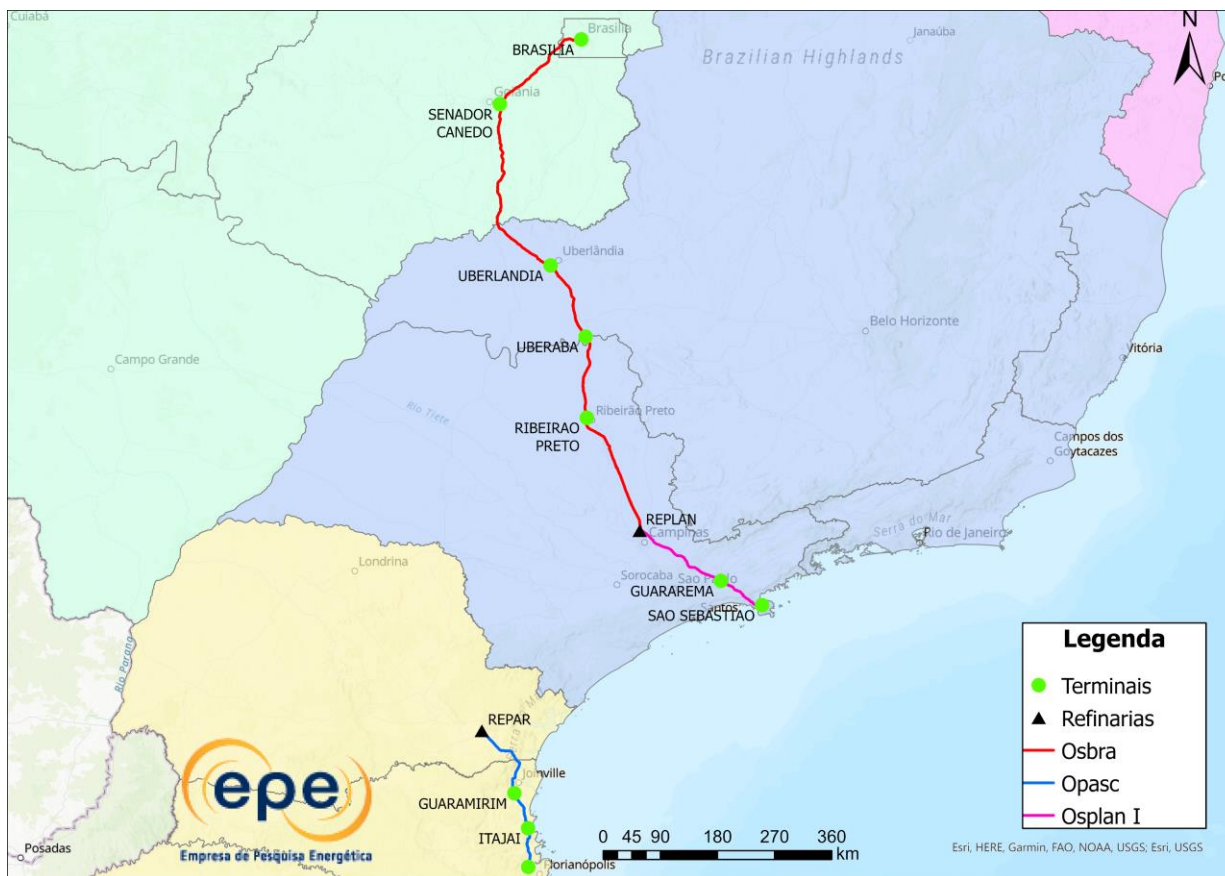 Cuiabá
Brasília
BRASILIA
Brazilian Highlands
Janaúba
N
Goiania
SENADOR
CANEDO
Uberlândia
UBERLANDIA
UBERABA
Belo Horizonte
Vitória
Campo Grande
Rio Tiete
Ribeirão Preto
RIBEIRAO
PRETO
Campos dos
Goytacazes
REPLAN
Campinas
Serra do Mar
Rio de Janeiro
Londrina
Sorocaba
GUARAREMA
Santos
SAO SEBASTIAO
Rio Paraná
REPAR
Joinville
GUARAMIRIM
ITAJAI
Florianópolis
Posadas
epe
Empresa de Pesquisa Energética
0 45 90 180 270 360
km
Legenda
Terminais
Refinarias
Osbra
Opasc
Osplan I
Esri, HERE, Garmin, FAO, NOAA, USGS; Esri, USGS